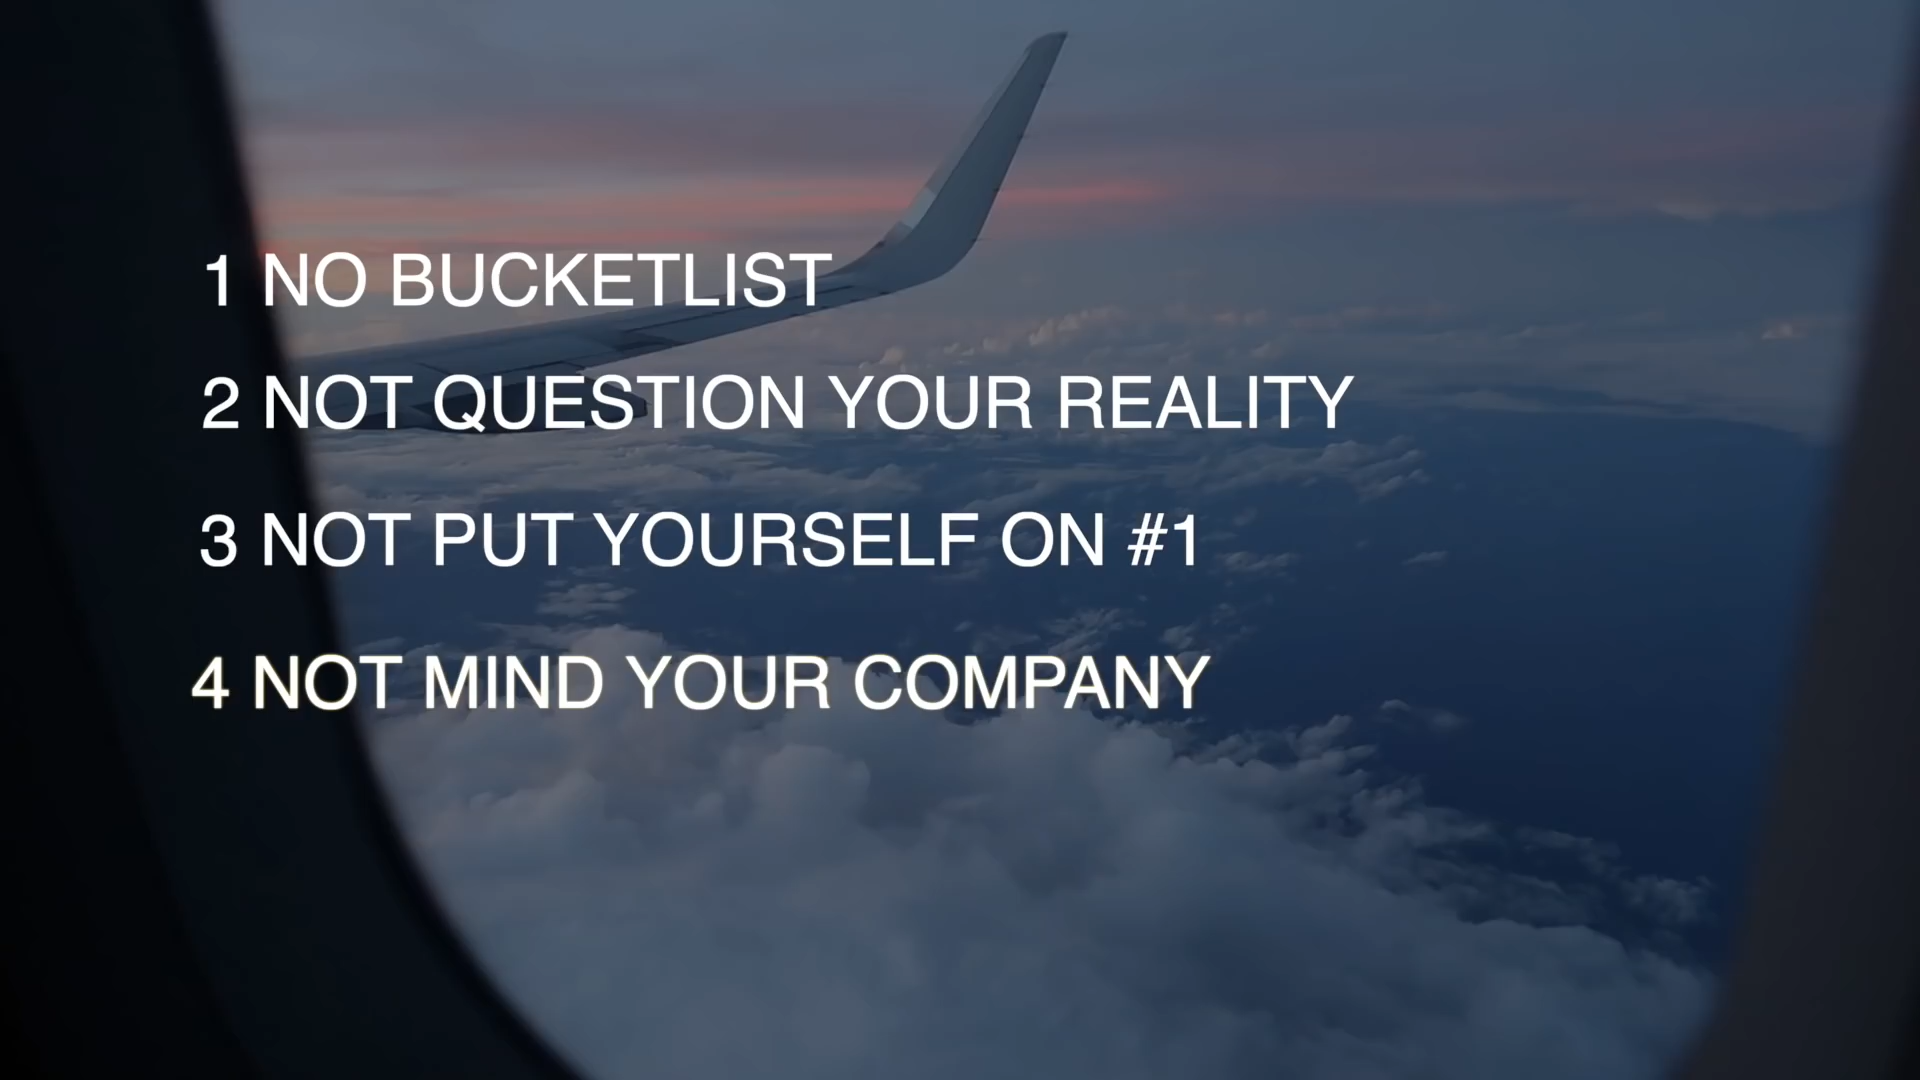 1 NO BUCKETLIST
2 NOT QUESTION YOUR REALITY
3 NOT PUT YOURSELF ON #1
4 NOT MIND YOUR COMPANY